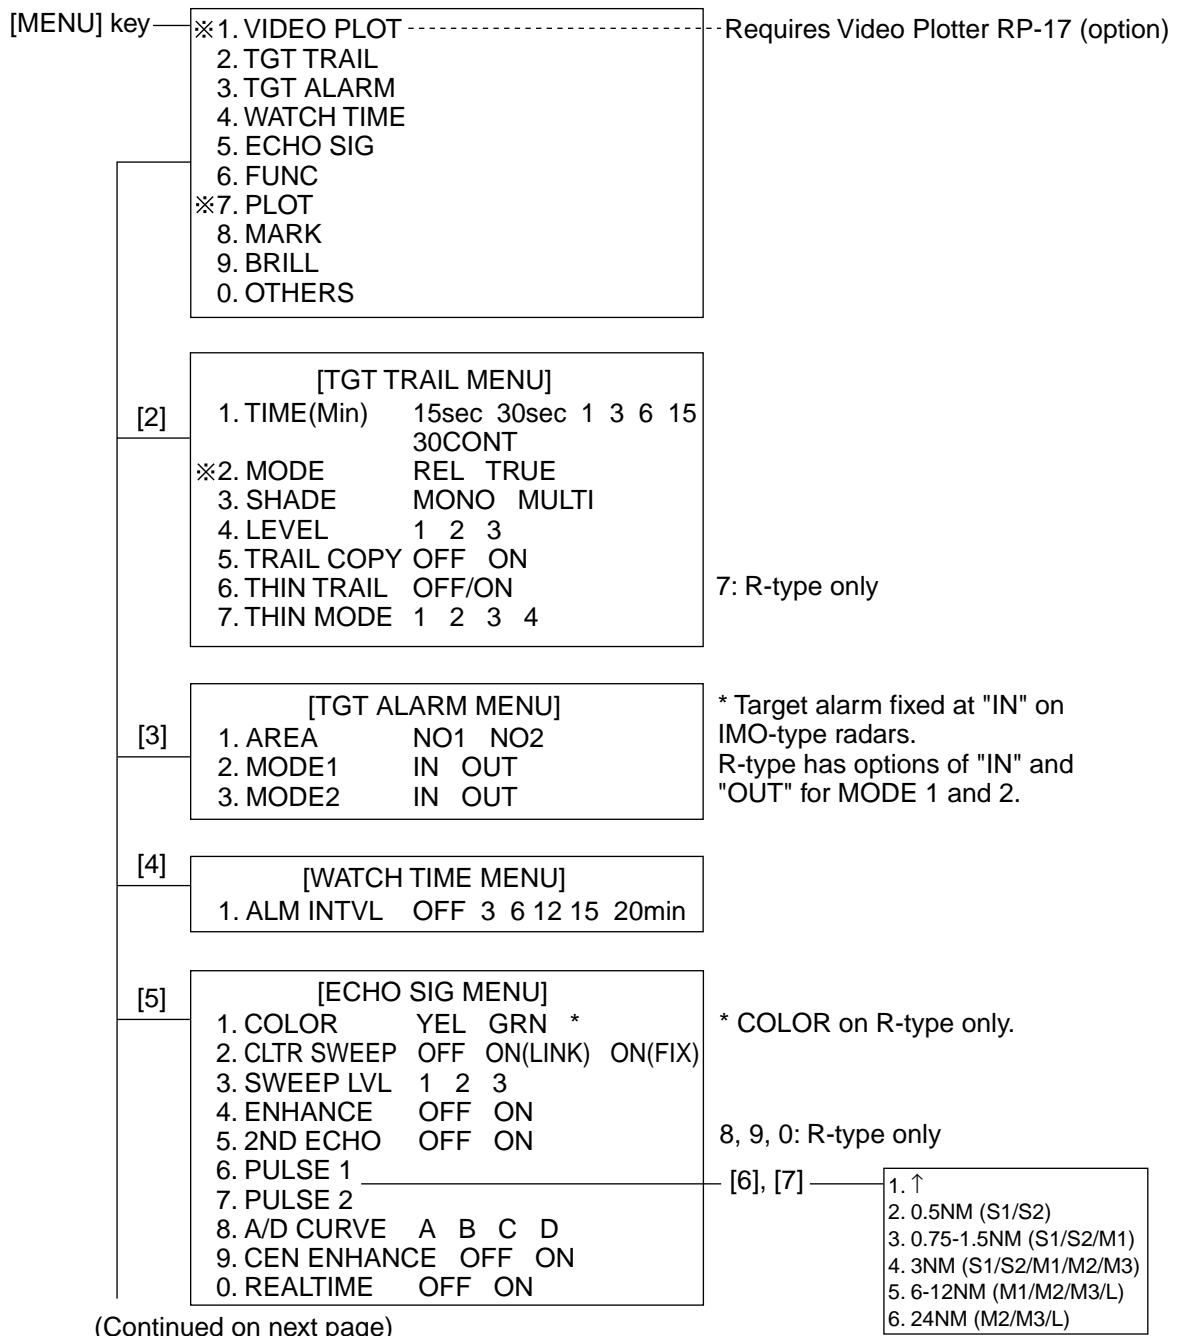 [MENU] key
※1. VIDEO PLOT
Requires Video Plotter RP-17 (option)
2. TGT TRAIL
3. TGT ALARM
4. WATCH TIME
5. ECHO SIG
6. FUNC
※7. PLOT
8. MARK
9. BRILL
0. OTHERS
[2]
[TGT TRAIL MENU]
1. TIME(Min) 15sec 30sec 1 3 6 15
30CONT
※2. MODE REL TRUE
3. SHADE MONO MULTI
4. LEVEL 1 2 3
5. TRAIL COPY OFF ON
6. THIN TRAIL OFF/ON
7. THIN MODE 1 2 3 4
7: R-type only
[3]
[TGT ALARM MENU]
1. AREA NO1 NO2
2. MODE1 IN OUT
3. MODE2 IN OUT
* Target alarm fixed at "IN" on
IMO-type radars.
R-type has options of "IN" and
"OUT" for MODE 1 and 2.
[4]
[WATCH TIME MENU]
1. ALM INTVL OFF 3 6 12 15 20min
[5]
[ECHO SIG MENU]
1. COLOR YEL GRN *
2. CLTR SWEEP OFF ON(LINK) ON(FIX)
3. SWEEP LVL 1 2 3
4. ENHANCE OFF ON
5. 2ND ECHO OFF ON
6. PULSE 1
7. PULSE 2
8. A/D CURVE A B C D
9. CEN ENHANCE OFF ON
0. REALTIME OFF ON
* COLOR on R-type only.
8, 9, 0: R-type only
[6], [7]
1. ↑
2. 0.5NM (S1/S2)
3. 0.75-1.5NM (S1/S2/M1)
4. 3NM (S1/S2/M1/M2/M3)
5. 6-12NM (M1/M2/M3/L)
6. 24NM (M2/M3/L)
(Continued on next page)